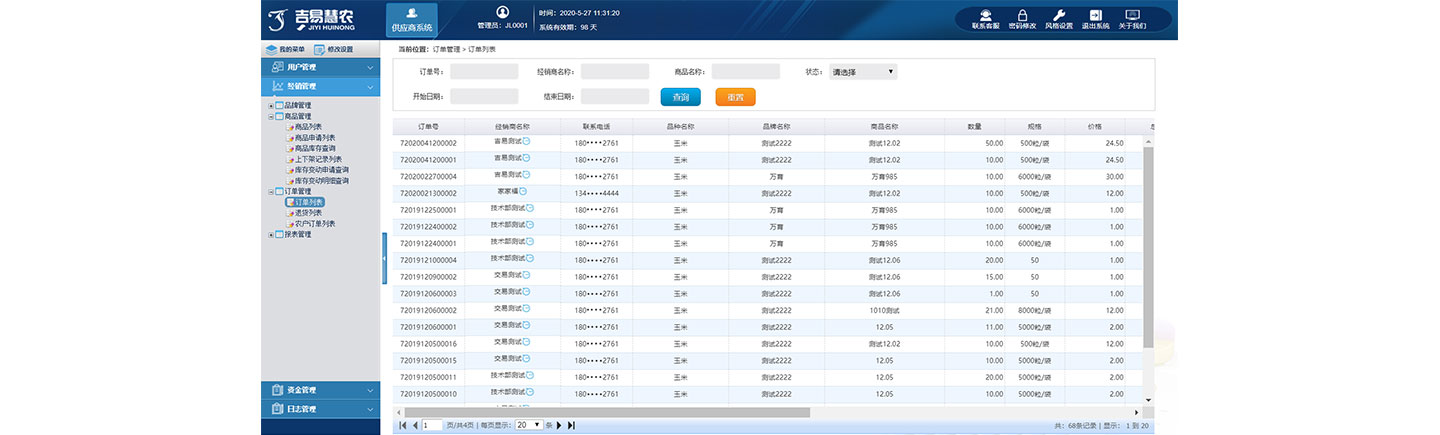 吉易慧农
JIYI HUINONG
供应商系统
管理员：JL0001
时间：2020-5-27 11:31:20
系统有效期：98 天
联系客服 密码修改 风格设置 退出系统 关于我们
我的菜单 修改设置
用户管理
经销管理
品牌管理
商品管理
商品列表
商品申请列表
商品库存查询
上下架记录列表
库存变动申请查询
库存变动明细查询
订单管理
订单列表
退货列表
农户订单列表
报表管理
资金管理
日志管理
当前位置：订单管理 > 订单列表
订单号： 经销商名称： 商品名称： 状态： 请选择
开始日期： 结束日期： 查询 重置
订单号 经销商名称 联系电话 品种名称 品牌名称 商品名称 数量 规格 价格
72020041200002 吉易测试 180****2761 玉米 测试2222 测试12.02 50.00 500粒/袋 24.50
72020041200001 吉易测试 180****2761 玉米 测试2222 测试12.02 10.00 500粒/袋 24.50
72020022700004 吉易测试 180****2761 玉米 万育 万育985 10.00 6000粒/袋 30.00
72020021300002 家家福 134****4444 玉米 测试2222 测试12.02 10.00 500粒/袋 12.00
72019122500001 技术部测试 180****2761 玉米 万育 万育985 10.00 6000粒/袋 1.00
72019122400002 技术部测试 180****2761 玉米 万育 万育985 10.00 6000粒/袋 1.00
72019122400001 技术部测试 180****2761 玉米 万育 万育985 10.00 6000粒/袋 1.00
72019121000004 技术部测试 180****2761 玉米 测试2222 测试12.06 20.00 50 1.00
72019120900002 交易测试 180****2761 玉米 测试2222 测试12.06 15.00 50 1.00
72019120600003 交易测试 180****2761 玉米 测试2222 测试12.06 1.00 50 1.00
72019120600002 交易测试 180****2761 玉米 测试2222 1010测试 21.00 8000粒/袋 12.00
72019120600001 交易测试 180****2761 玉米 测试2222 12.05 11.00 5000粒/袋 2.00
72019120500016 交易测试 180****2761 玉米 测试2222 测试12.02 10.00 500粒/袋 12.00
72019120500015 交易测试 180****2761 玉米 测试2222 12.05 10.00 5000粒/袋 2.00
72019120500011 技术部测试 180****2761 玉米 测试2222 12.05 20.00 5000粒/袋 2.00
72019120500010 技术部测试 180****2761 玉米 测试2222 12.05 10.00 5000粒/袋 2.00
1 页/共4页 | 每页显示： 20 条
共：68条记录 | 显示： 1 到 20